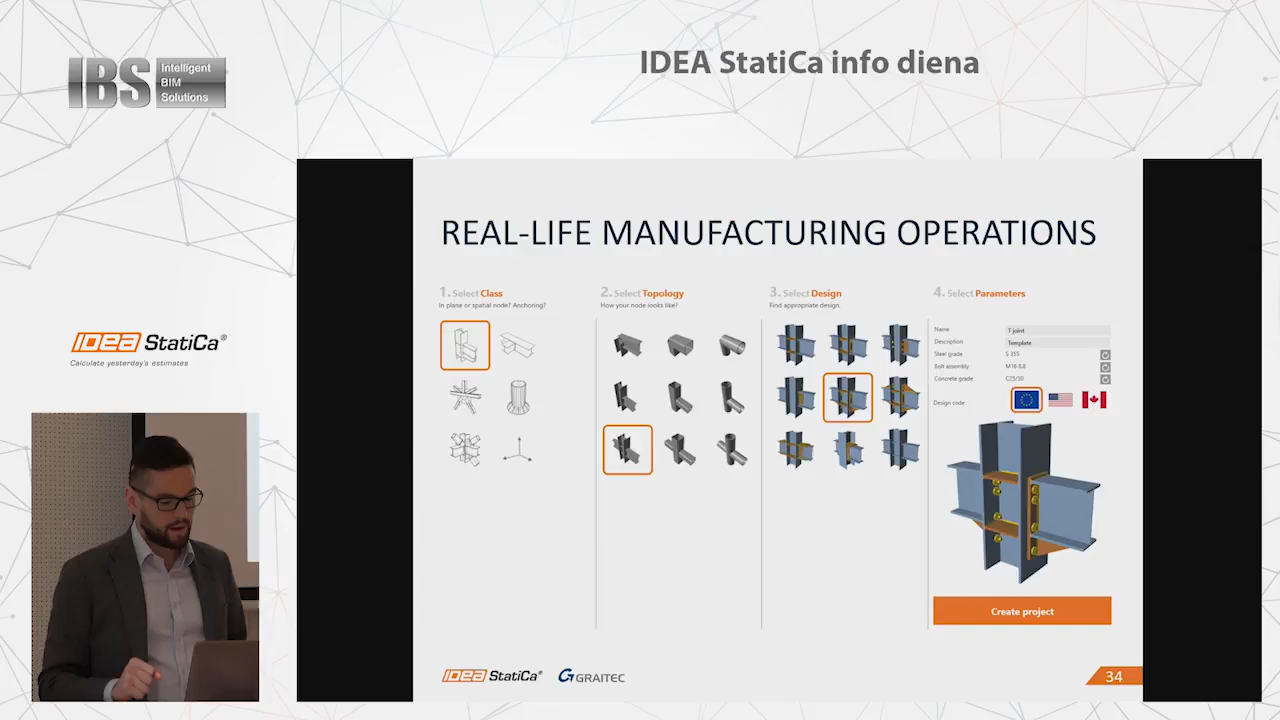 IDEA StatiCa info diena
IBS Intelligent
BIM
Solutions
REAL-LIFE MANUFACTURING OPERATIONS
1. Select Class
In plane or spatial node? Anchoring?
2. Select Topology
How your node looks like?
3. Select Design
Find appropriate design.
4. Select Parameters
Name T joint
Description Template
Steel grade S 355
Bolt assembly M16 8.8
Concrete grade C25/30
Design code
Create project
IDEA StatiCa®
Calculate yesterday's estimates
IDEA StatiCa®
GRAITEC
34